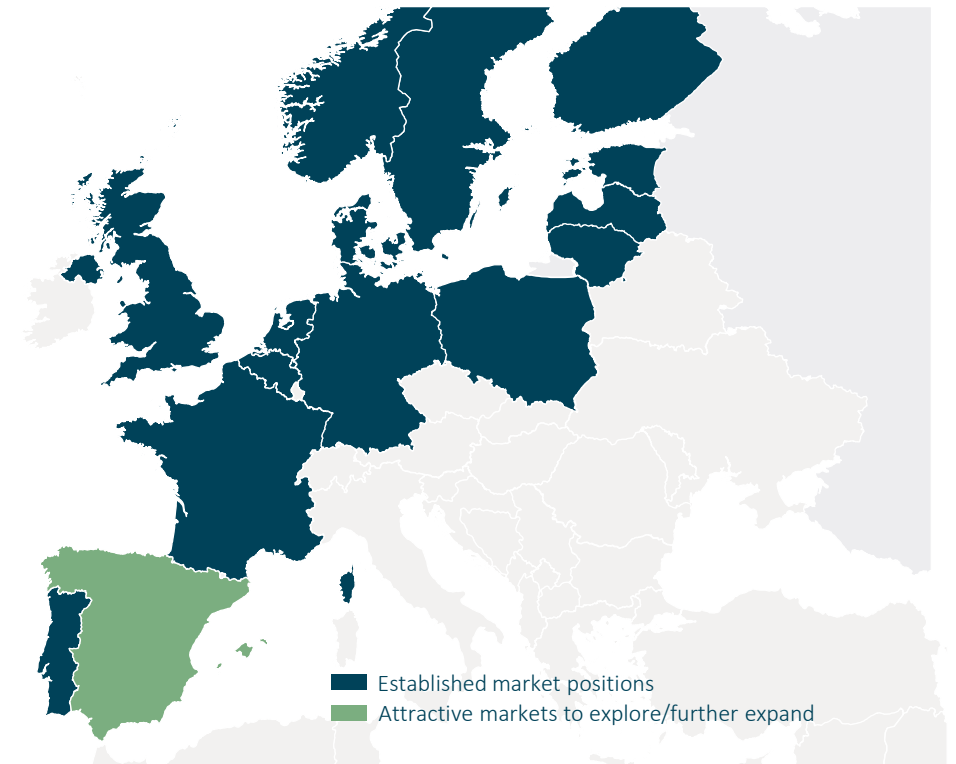 Established market positions
Attractive markets to explore/further expand